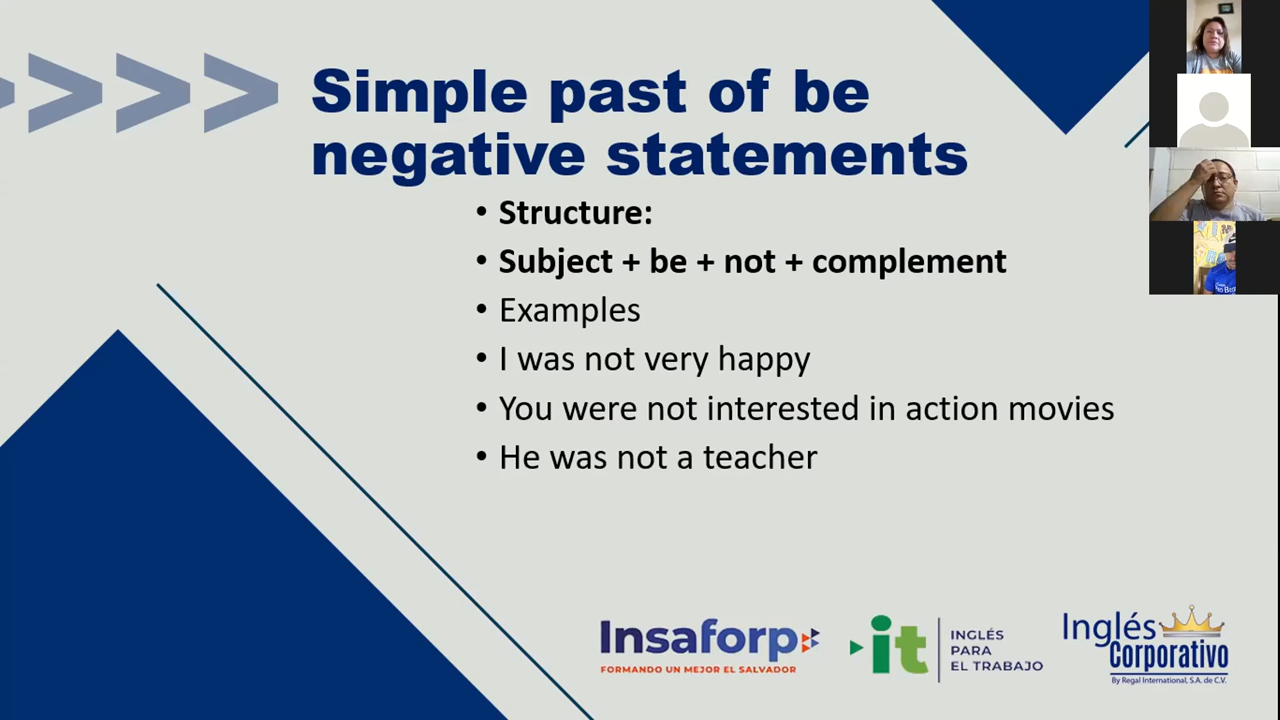 Simple past of be
negative statements
• Structure:
• Subject + be + not + complement
• Examples
• I was not very happy
• You were not interested in action movies
• He was not a teacher
Insaforp
FORMANDO UN MEJOR EL SALVADOR
it
INGLÉS
PARA
EL TRABAJO
Inglés
Corporativo
By Regal International, S.A. de C.V.